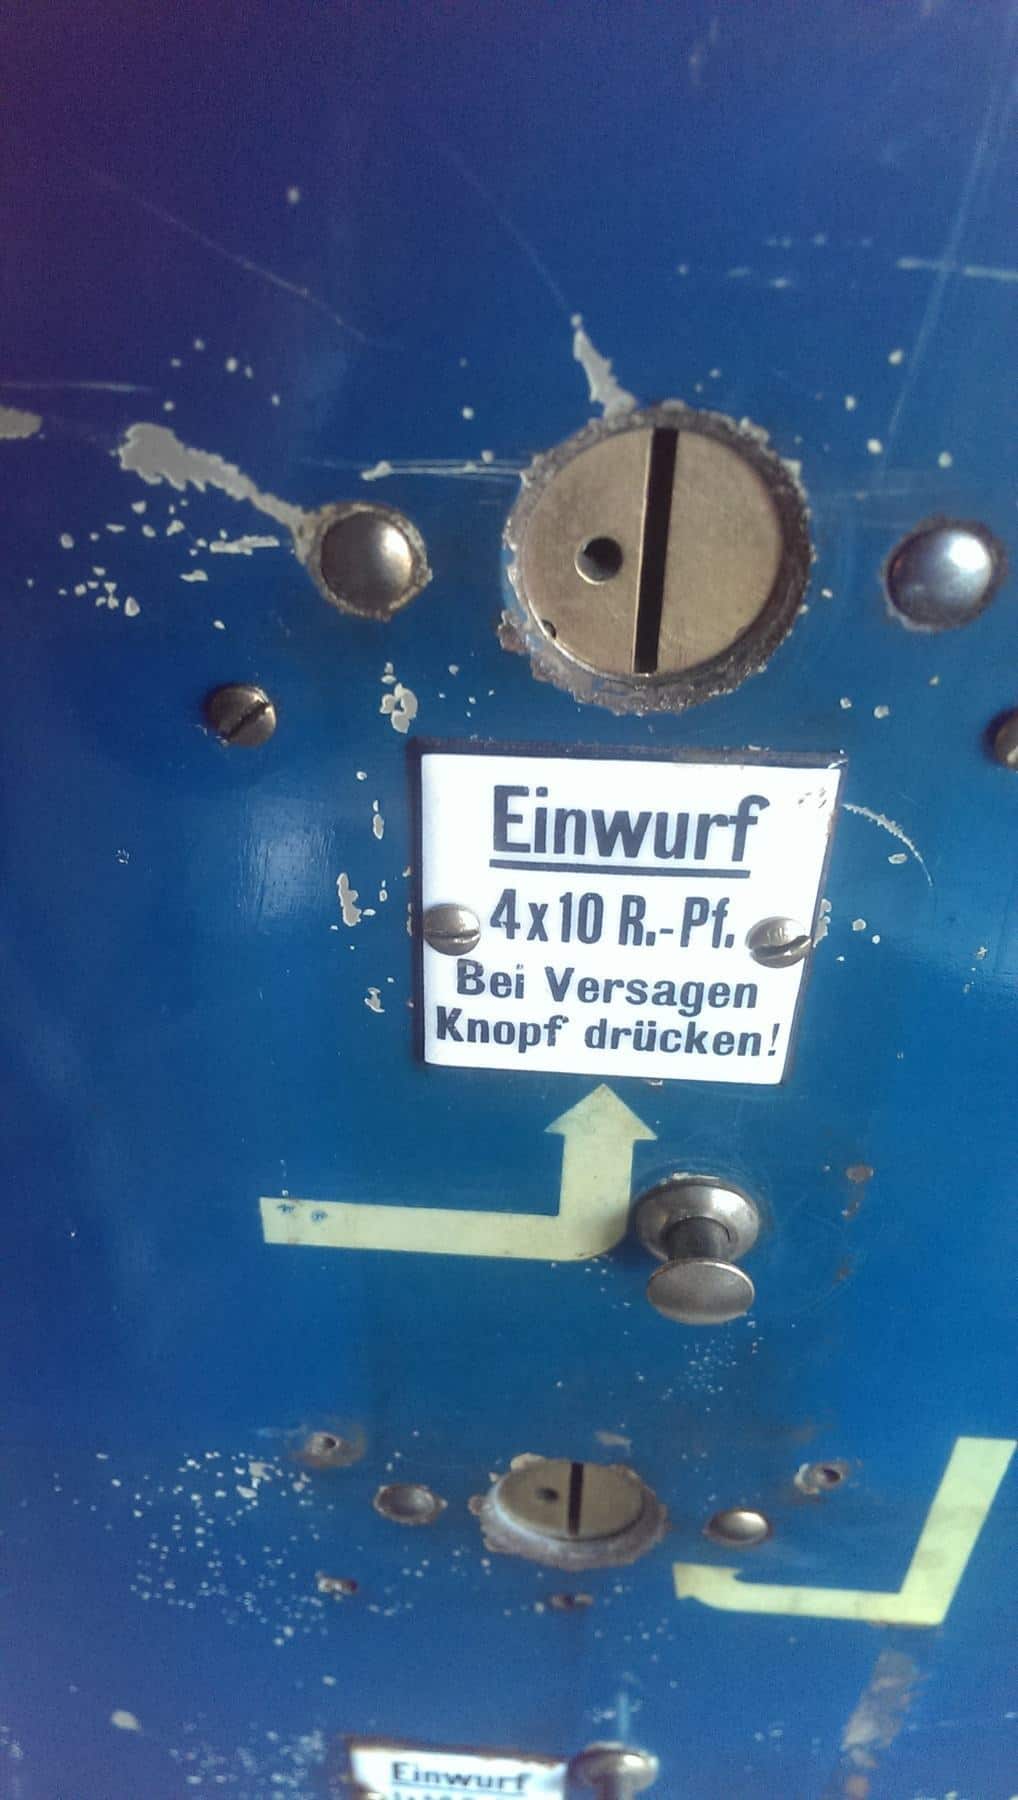 Einwurf
4x10 R.-Pf.
Bei Versagen
Knopf drücken!
Einwurf